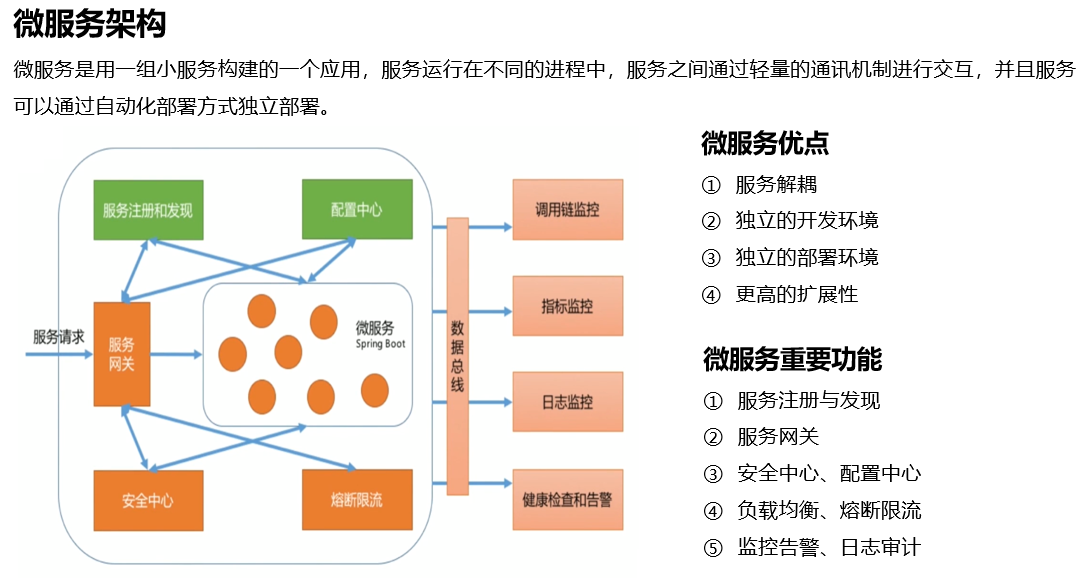 微服务架构
微服务是用一组小服务构建的一个应用，服务运行在不同的进程中，服务之间通过轻量的通讯机制进行交互，并且服务
可以通过自动化部署方式独立部署。
服务注册和发现
配置中心
服务请求
服务
网关
微服务
Spring Boot
安全中心
熔断限流
数
据
总
线
调用链监控
指标监控
日志监控
健康检查和告警
微服务优点
① 服务解耦
② 独立的开发环境
③ 独立的部署环境
④ 更高的扩展性
微服务重要功能
① 服务注册与发现
② 服务网关
③ 安全中心、配置中心
④ 负载均衡、熔断限流
⑤ 监控告警、日志审计